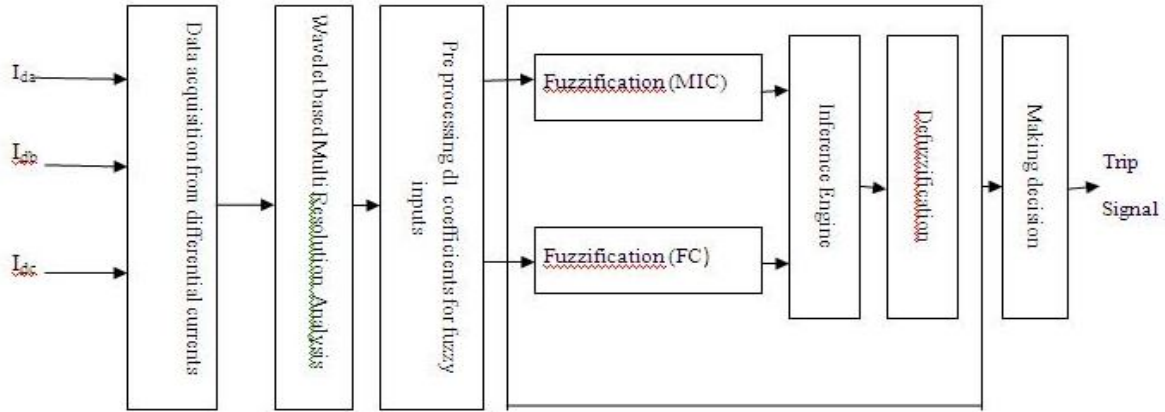 Ida
Idb
Idc
Data acquisition from differential currents
Wavelet based Multi Resolution Analysis
Pre processing d1 coefficients for fuzzy
inputs
Fuzzification (MIC)
Fuzzification (FC)
Inference Engine
Defuzzification
Making decision
Trip
Signal